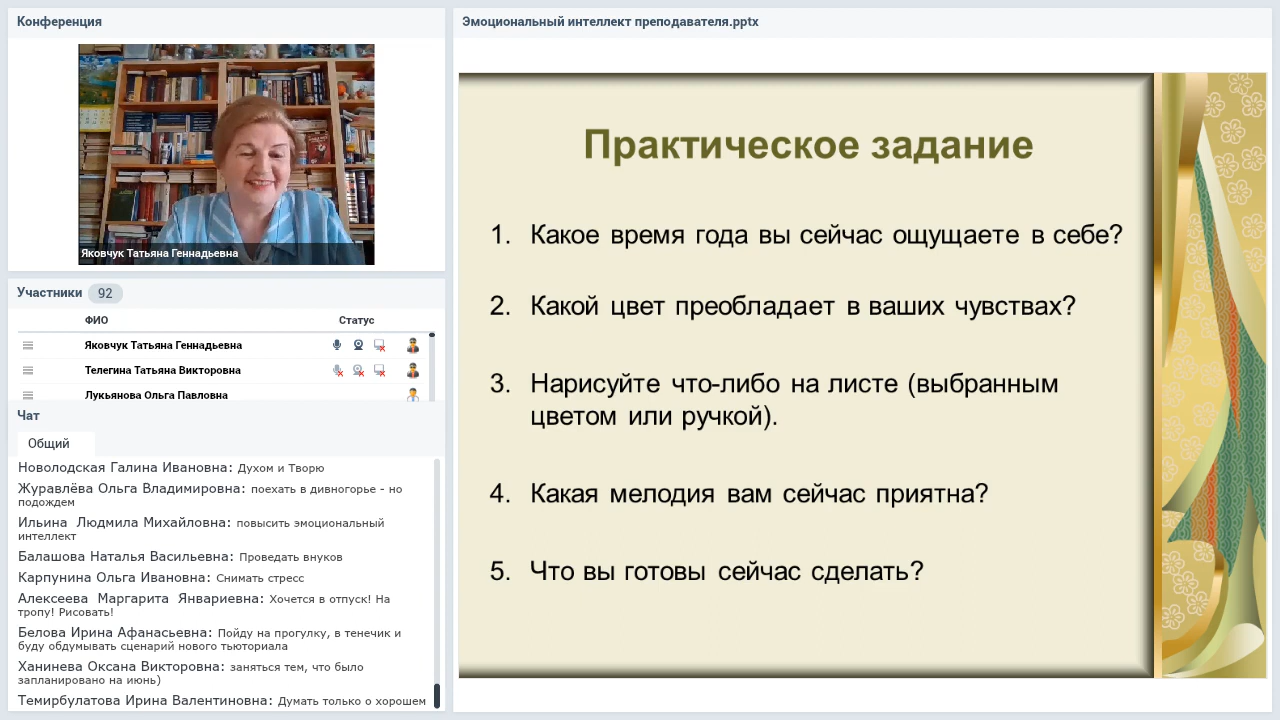 Конференция
Яковчук Татьяна Геннадьевна
Участники 92
ФИО Статус
Яковчук Татьяна Геннадьевна
Телегина Татьяна Викторовна
Лукьянова Ольга Павловна
Чат
Общий
Новолодская Галина Ивановна: Духом и Творю
Журавлёва Ольга Владимировна: поехать в дивногорье - но
подождем
Ильина Людмила Михайловна: повысить эмоциональный
интеллект
Балашова Наталья Васильевна: Проведать внуков
Карпунина Ольга Ивановна: Снимать стресс
Алексеева Маргарита Январиевна: Хочется в отпуск! На
тропу! Рисовать!
Белова Ирина Афанасьевна: Пойду на прогулку, в тенечик и
буду обдумывать сценарий нового тьюториала
Ханинева Оксана Викторовна: заняться тем, что было
запланировано на июнь)
Темирбулатова Ирина Валентиновна: Думать только о хорошем
Эмоциональный интеллект преподавателя.pptx
Практическое задание
1. Какое время года вы сейчас ощущаете в себе?
2. Какой цвет преобладает в ваших чувствах?
3. Нарисуйте что-либо на листе (выбранным
цветом или ручкой).
4. Какая мелодия вам сейчас приятна?
5. Что вы готовы сейчас сделать?